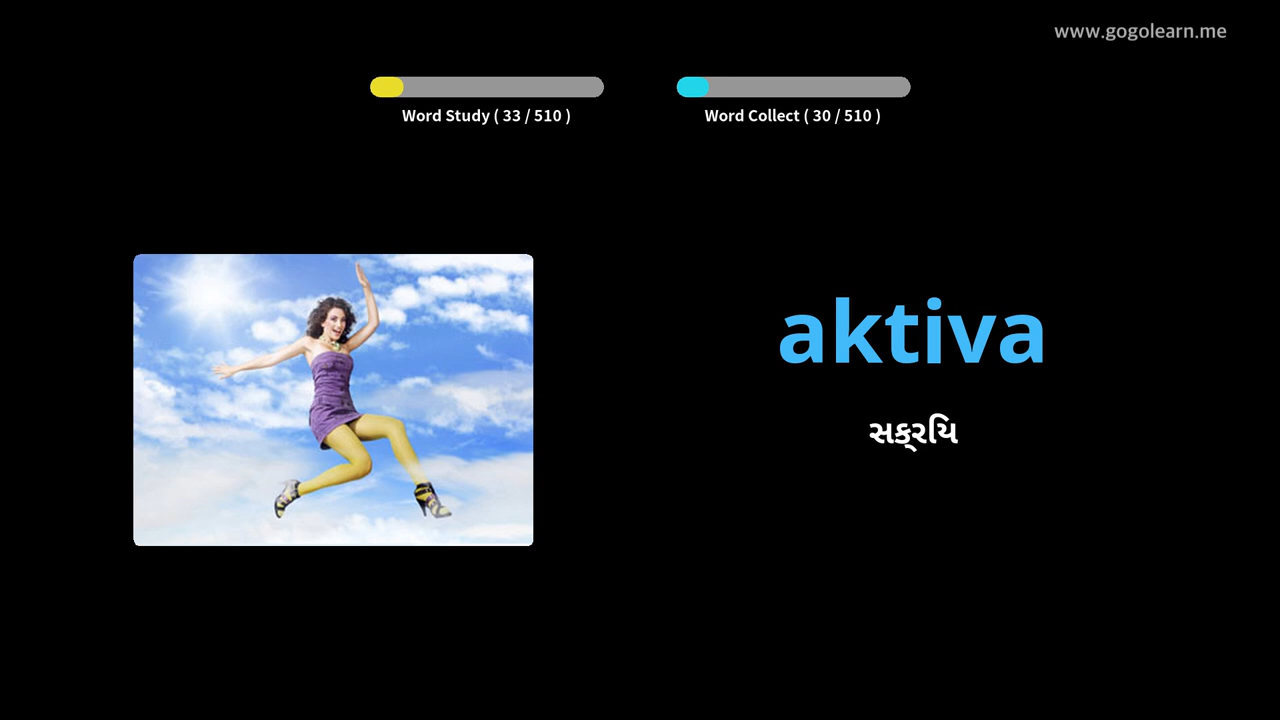 www.gogolearn.me
Word Study ( 33 / 510 )
Word Collect ( 30 / 510 )
aktiva
સક્રિય